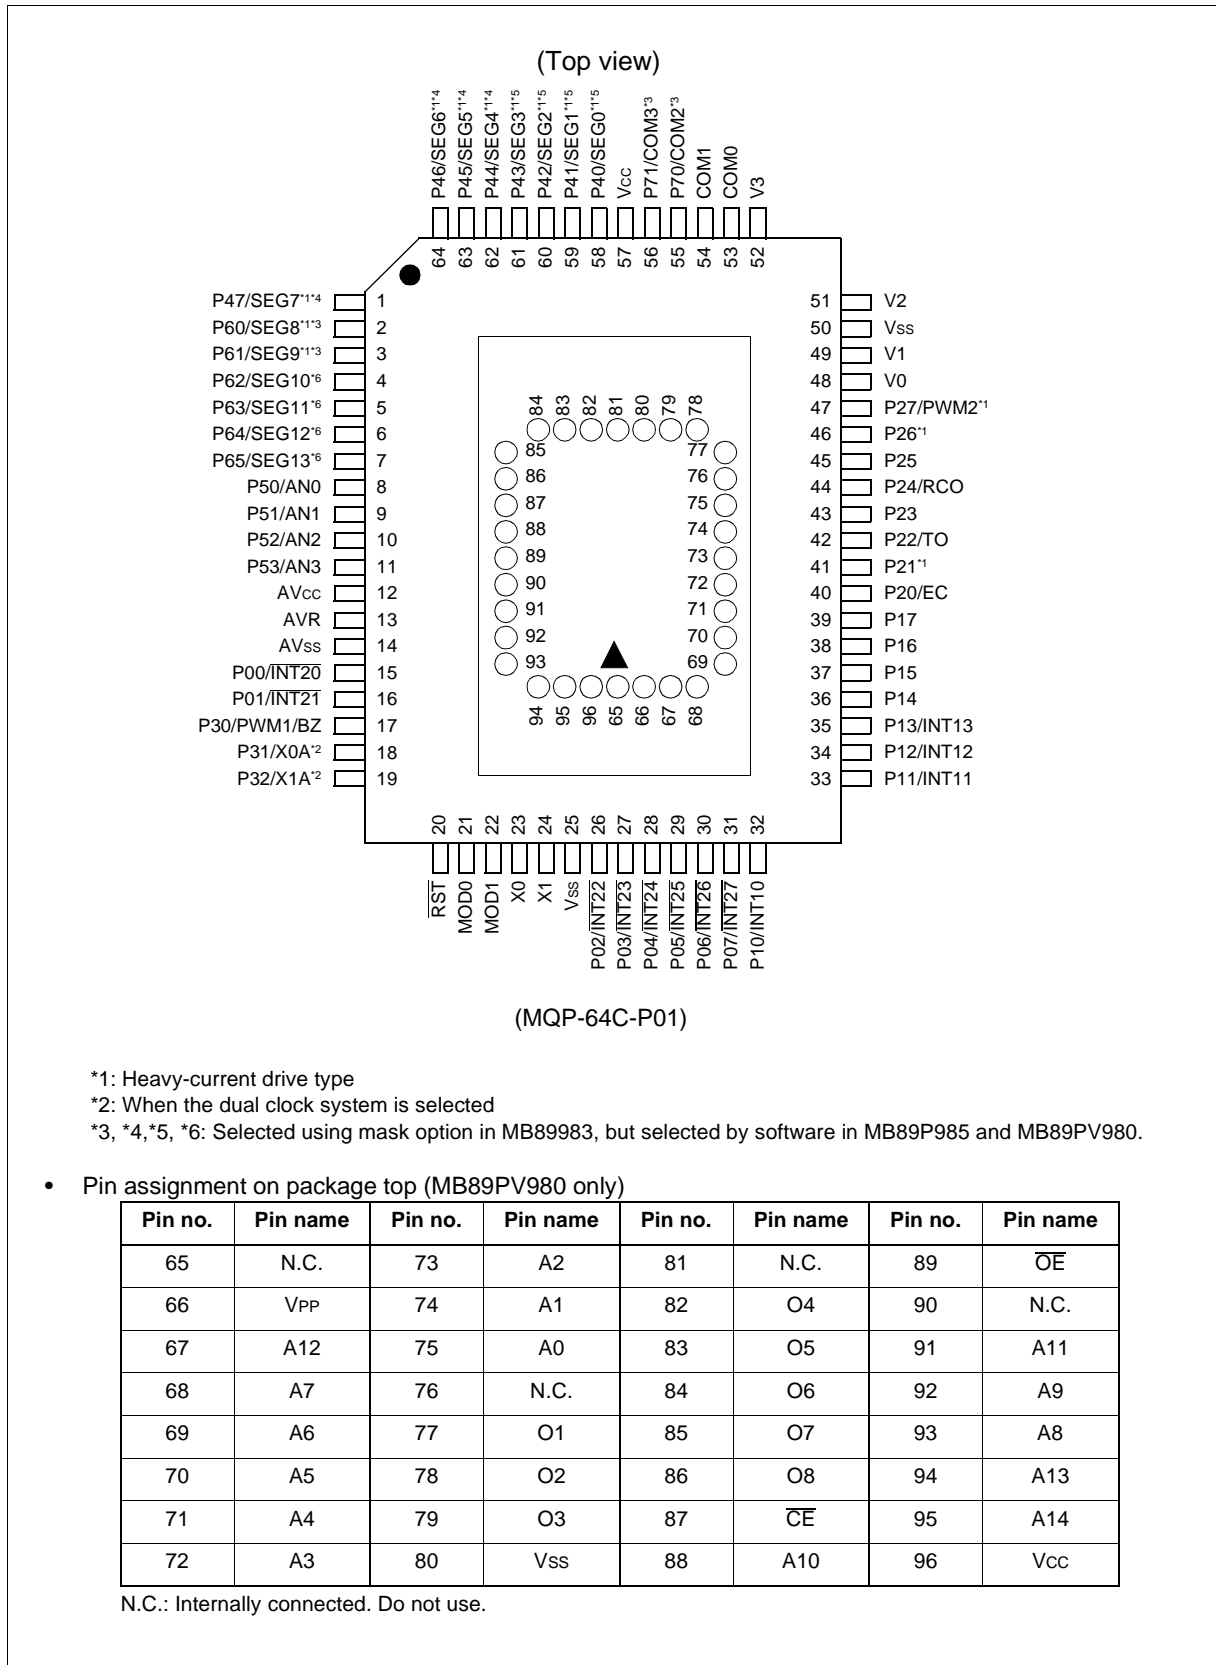 (Top view)
P46/SEG6*1*4
P45/SEG5*1*4
P44/SEG4*1*4
P43/SEG3*1*5
P42/SEG2*1*5
P41/SEG1*1*5
P40/SEG0*1*5
Vcc
P71/COM3*3
P70/COM2*3
COM1
COM0
V3
64 63 62 61 60 59 58 57 56 55 54 53 52
P47/SEG7*1*4 1
P60/SEG8*1*3 2
P61/SEG9*1*3 3
P62/SEG10*6 4
P63/SEG11*6 5
P64/SEG12*6 6
P65/SEG13*6 7
P50/AN0 8
P51/AN1 9
P52/AN2 10
P53/AN3 11
AVcc 12
AVR 13
AVss 14
P00/INT20 15
P01/INT21 16
P30/PWM1/BZ 17
P31/X0A*2 18
P32/X1A*2 19
51 V2
50 Vss
49 V1
48 V0
47 P27/PWM2*1
46 P26*1
45 P25
44 P24/RCO
43 P23
42 P22/TO
41 P21*1
40 P20/EC
39 P17
38 P16
37 P15
36 P14
35 P13/INT13
34 P12/INT12
33 P11/INT11
84 83 82 81 80 79 78
85 77
86 76
87 75
88 74
89 73
90 72
91 71
92 70
93 69
94 95 96 65 66 67 68
20 21 22 23 24 25 26 27 28 29 30 31 32
RST
MOD0
MOD1
X0
X1
Vss
P02/INT22
P03/INT23
P04/INT24
P05/INT25
P06/INT26
P07/INT27
P10/INT10
(MQP-64C-P01)
*1: Heavy-current drive type
*2: When the dual clock system is selected
*3, *4,*5, *6: Selected using mask option in MB89983, but selected by software in MB89P985 and MB89PV980.
• Pin assignment on package top (MB89PV980 only)
Pin no. Pin name Pin no. Pin name Pin no. Pin name Pin no. Pin name
65 N.C. 73 A2 81 N.C. 89 OE
66 VPP 74 A1 82 O4 90 N.C.
67 A12 75 A0 83 O5 91 A11
68 A7 76 N.C. 84 O6 92 A9
69 A6 77 O1 85 O7 93 A8
70 A5 78 O2 86 O8 94 A13
71 A4 79 O3 87 CE 95 A14
72 A3 80 Vss 88 A10 96 Vcc
N.C.: Internally connected. Do not use.